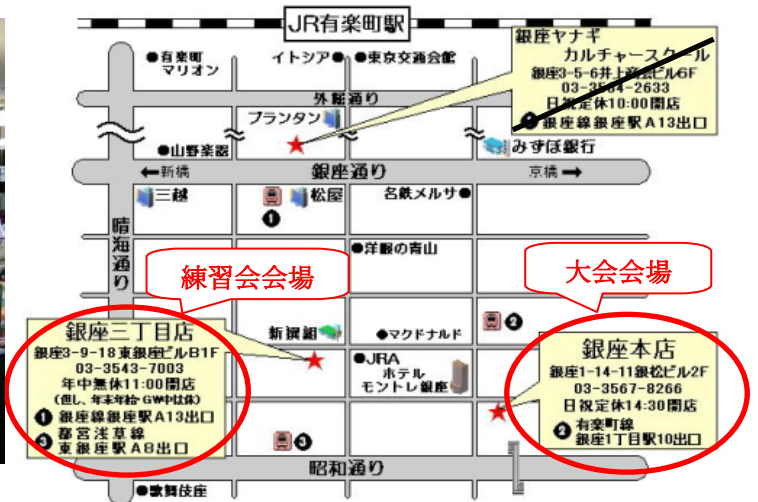 JR有楽町駅
●有楽町
マリオン
イトシア●
●東京交通会館
銀座ヤナギ
カルチャースクール
銀座3-5-6井上商会ビル6F
03-3564-2633
日祝定休10:00開店
❷銀座線銀座駅A13出口
外堀通り
プランタン
●山野楽器
みずほ銀行
←新橋
銀座通り
京橋→
三越
松屋
名鉄メルサ●
❶
晴海通り
●洋服の青山
練習会会場
大会会場
新撰組
●マクドナルド
❷
銀座三丁目店
銀座3-9-18東銀座ビルB1F
03-3543-7003
年中無休11:00開店
(但し、年末年始・GW中は休)
❶ 銀座線銀座駅A13出口
❸ 都営浅草線
東銀座駅A8出口
●JRA
ホテル
モントレ銀座
銀座本店
銀座1-14-11銀松ビル2F
03-3567-8266
日祝定休14:30開店
❷ 有楽町線
銀座1丁目駅10出口
❸
昭和通り
●歌舞伎座